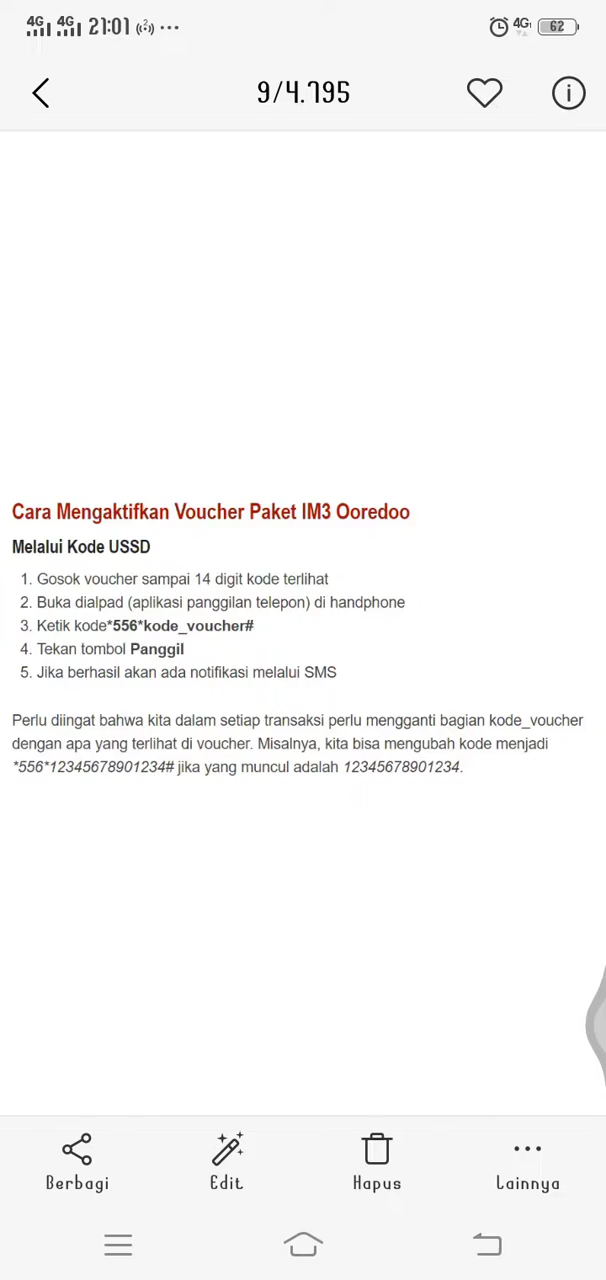 4G 4G 21:01 ...
4G 62
9/4.795
Cara Mengaktifkan Voucher Paket IM3 Ooredoo
Melalui Kode USSD
1. Gosok voucher sampai 14 digit kode terlihat
2. Buka dialpad (aplikasi panggilan telepon) di handphone
3. Ketik kode*556*kode_voucher#
4. Tekan tombol Panggil
5. Jika berhasil akan ada notifikasi melalui SMS
Perlu diingat bahwa kita dalam setiap transaksi perlu mengganti bagian kode_voucher
dengan apa yang terlihat di voucher. Misalnya, kita bisa mengubah kode menjadi
*556*12345678901234# jika yang muncul adalah 12345678901234.
Berbagi Edit Hapus Lainnya